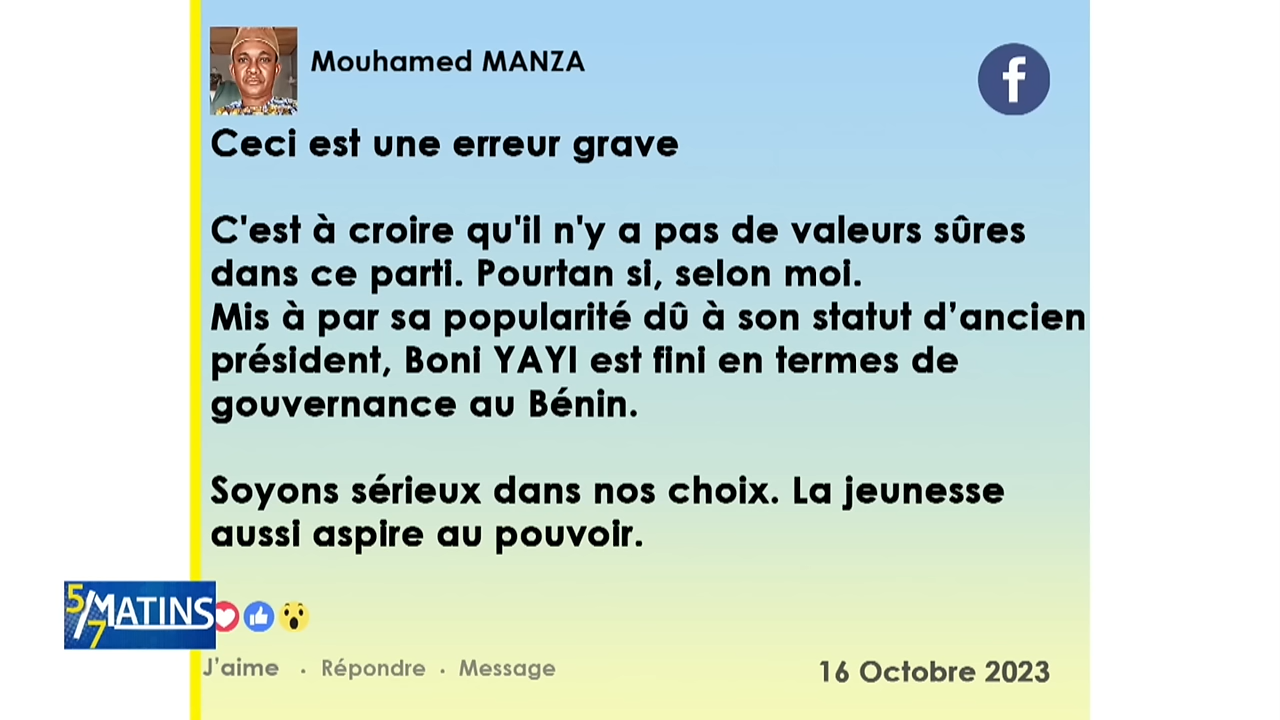 Mouhamed MANZA
f
Ceci est une erreur grave
C'est à croire qu'il n'y a pas de valeurs sûres
dans ce parti. Pourtan si, selon moi.
Mis à par sa popularité dû à son statut d’ancien
président, Boni YAYI est fini en termes de
gouvernance au Bénin.
Soyons sérieux dans nos choix. La jeunesse
aussi aspire au pouvoir.
5/7 MATINS
J’aime · Répondre · Message
16 Octobre 2023